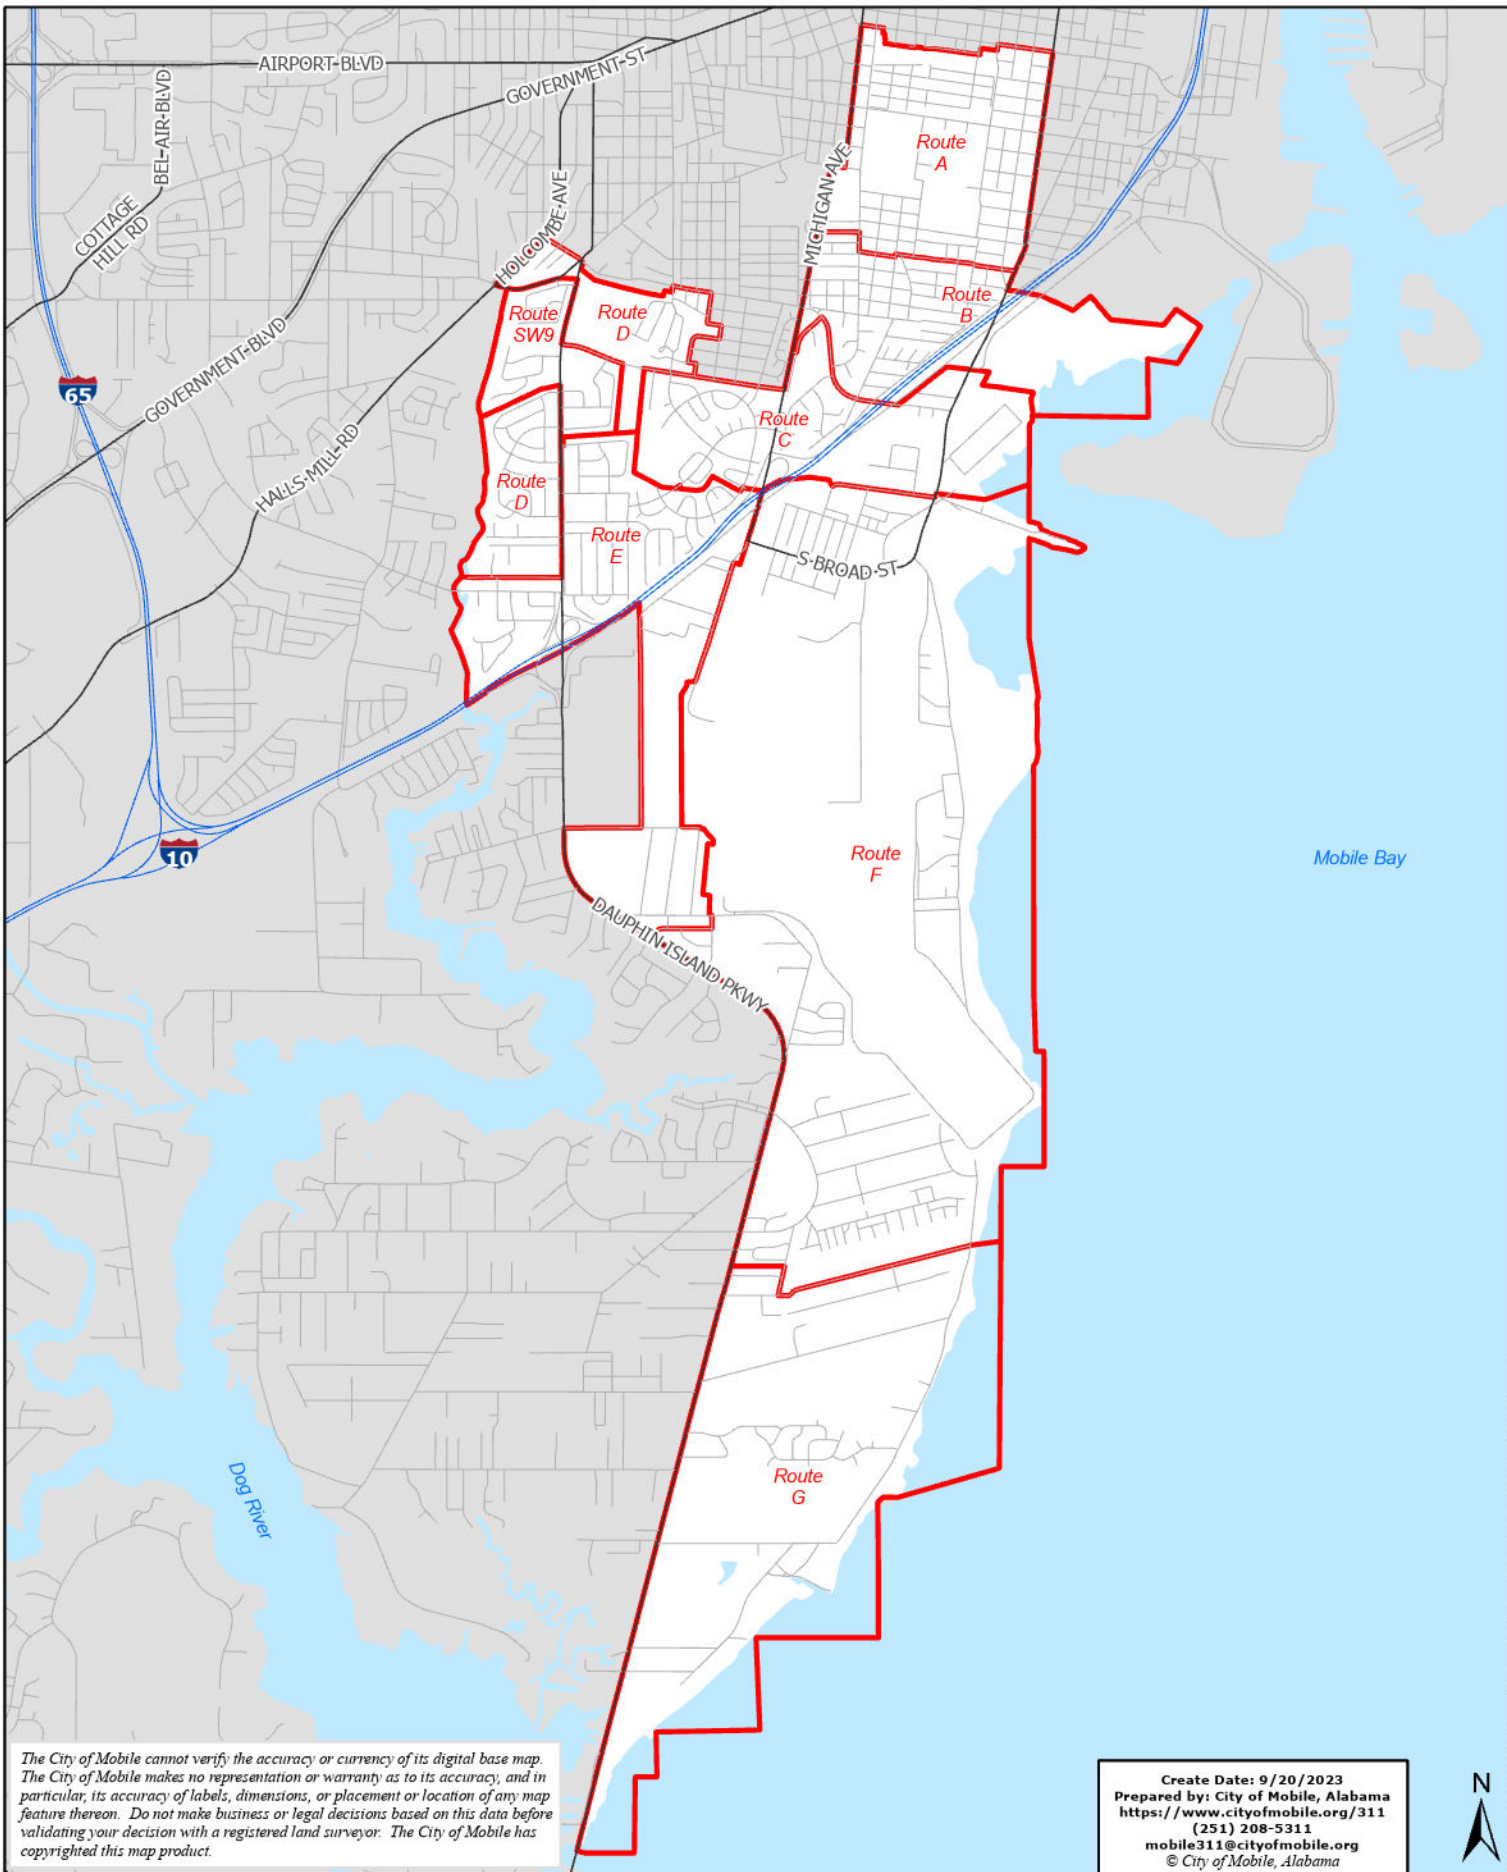 AIRPORT BLVD
GOVERNMENT ST
BEL-AIR-BLVD
COTTAGE
HILL RD
HOLCOMBE-AVE
MICHIGAN-AVE
Route
A
Route
B
Route
SW9
Route
D
65
GOVERNMENT-BLVD
HALLS-MILL-RD
Route
C
Route
D
Route
E
S-BROAD-ST
10
Route
F
Mobile Bay
DAUPHIN-ISLAND-PKWY
Dog River
Route
G
The City of Mobile cannot verify the accuracy or currency of its digital base map.
The City of Mobile makes no representation or warranty as to its accuracy, and in
particular, its accuracy of labels, dimensions, or placement or location of any map
feature thereon. Do not make business or legal decisions based on this data before
validating your decision with a registered land surveyor. The City of Mobile has
copyrighted this map product.
Create Date: 9/20/2023
Prepared by: City of Mobile, Alabama
https://www.cityofmobile.org/311
(251) 208-5311
mobile311@cityofmobile.org
© City of Mobile, Alabama
N